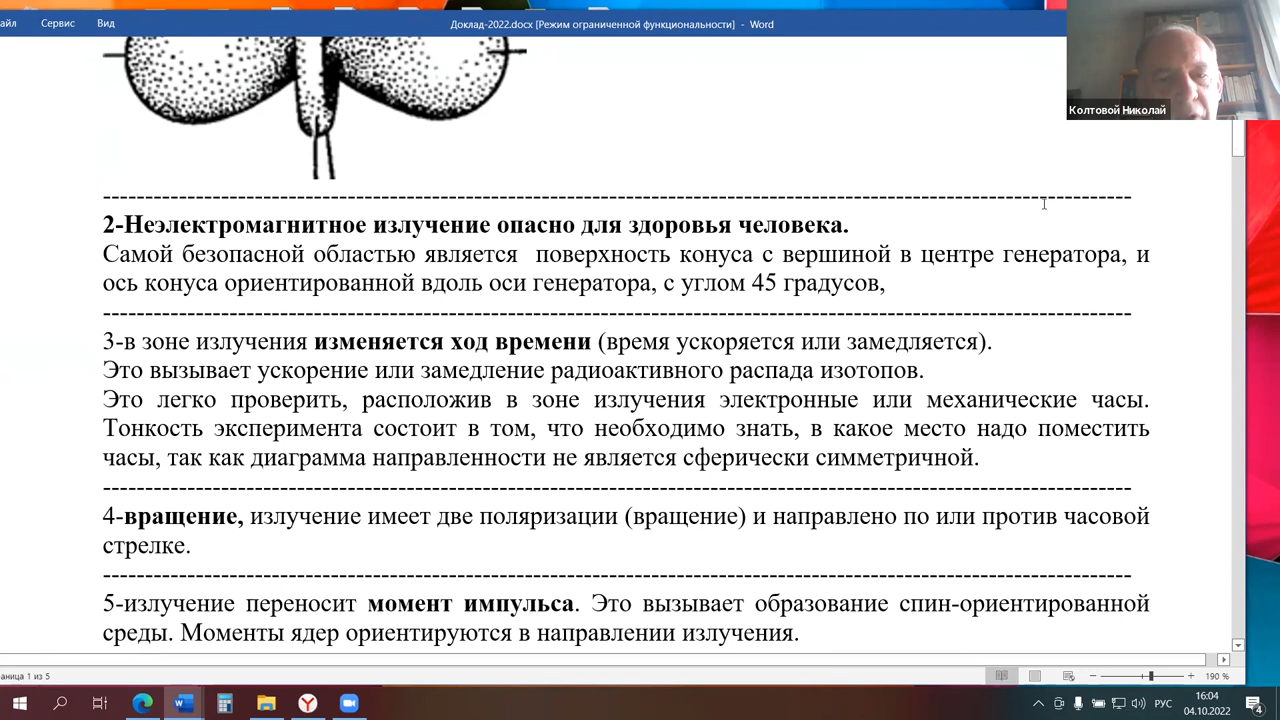 айл Сервис Вид
Доклад-2022.docx [Режим ограниченной функциональности] - Word
Колтовой Николай
2-Неэлектромагнитное излучение опасно для здоровья человека.
Самой безопасной областью является поверхность конуса с вершиной в центре генератора, и
ось конуса ориентированной вдоль оси генератора, с углом 45 градусов,
3-в зоне излучения изменяется ход времени (время ускоряется или замедляется).
Это вызывает ускорение или замедление радиоактивного распада изотопов.
Это легко проверить, расположив в зоне излучения электронные или механические часы.
Тонкость эксперимента состоит в том, что необходимо знать, в какое место надо поместить
часы, так как диаграмма направленности не является сферически симметричной.
4-вращение, излучение имеет две поляризации (вращение) и направлено по или против часовой
стрелке.
5-излучение переносит момент импульса. Это вызывает образование спин-ориентированной
среды. Моменты ядер ориентируются в направлении излучения.
аница 1 из 5
190 %
РУС
16:04
04.10.2022
4